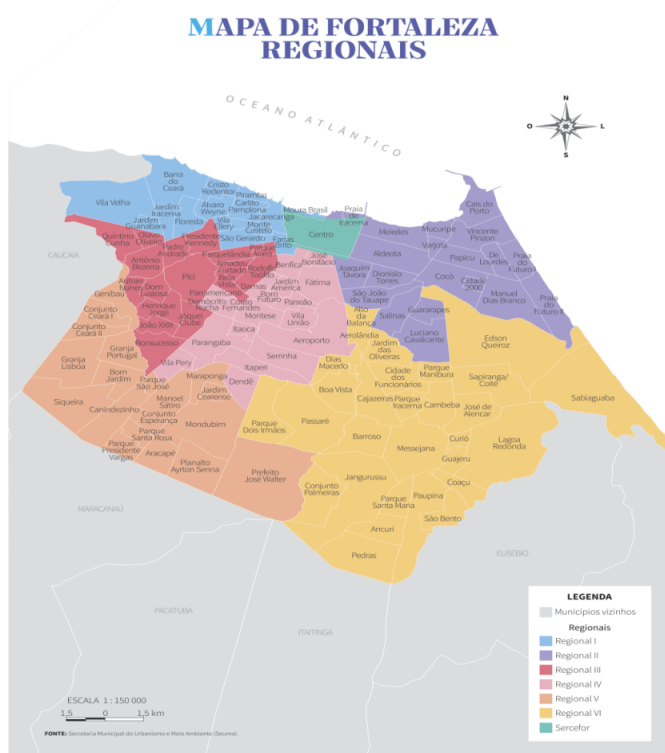 MAPA DE FORTALEZA
REGIONAIS
OCEANO ATLÂNTICO
N
O
L
S
Barra
do
Ceará
Vila Velha
Cristo
Redentor
Pirambu
Carlito
Pamplona
Jardim
Iracema
Alvaro
Weyne
Jacarecanga
Moura Brasil
Praia
de
Iracema
Cais do
Porto
Jardim
Guanabara
Floresta
Vila
Ellery
Monte
Castelo
São Geraldo
Farias
Brito
Centro
Meireles
Mucuripe
Vicente
Pinzon
Varjota
Quintino
Cunha
Olavo
Oliveira
Padre
Andrade
Presidente
Kennedy
Parquelândia
Amadeu
Furtado
Bela
Vista
Rodolfo
Teófilo
Benfica
José
Bonifácio
Aldeota
Papicu
De
Lourdes
Praia
do
Futuro I
CAUCAIA
Antônio
Bezerra
Pici
Damas
Jardim
América
Fátima
Joaquim
Távora
Dionísio
Torres
Cocó
Cidade
2000
Manuel
Dias Branco
Praia
do
Futuro II
Autran
Nunes
Dom
Lustosa
Genibaú
Henrique
Jorge
Panamericano
Demócrito
Rocha
Couto
Fernandes
Bom
Futuro
Parreão
São João
do Tauape
Salinas
Guararapes
Conjunto
Ceará I
Conjunto
Ceará II
João XXIII
Jóquei
Clube
Montese
Vila
União
Alto
da
Balança
Aerolândia
Luciano
Cavalcante
Edson
Queiroz
Itaoca
Bonsucesso
Parangaba
Aeroporto
Jardim
das
Oliveiras
Granja
Portugal
Granja
Lisboa
Vila Pery
Serrinha
Itaperi
Dias
Macedo
Cidade
dos
Funcionários
Parque
Manibura
Sapiranga/
Coité
Bom
Jardim
Parque
São José
Maraponga
Dendê
Jardim
Cearense
Boa Vista
Cajazeiras
Parque
Iracema
Cambeba
José de
Alencar
Sabiaguaba
Siqueira
Canindezinho
Manoel
Sátiro
Conjunto
Esperança
Mondubim
Parque
Dois Irmãos
Passaré
Barroso
Curió
Lagoa
Redonda
Parque
Santa Rosa
Parque
Presidente
Vargas
Aracapé
Planalto
Ayrton Senna
Messejana
Guajeru
Prefeito
José Walter
Conjunto
Palmeiras
Jangurussu
Coaçu
Parque
Santa Maria
Paupina
São Bento
Ancuri
Pedras
MARACANAÚ
EUSÉBIO
PACATUBA
ITAITINGA
LEGENDA
Municípios vizinhos
Regionais
Regional I
Regional II
Regional III
Regional IV
Regional V
Regional VI
Sercefor
ESCALA 1 : 150 000
1,5 0 1,5 km
FONTE: Secretaria Municipal do Urbanismo e Meio Ambiente (Seuma).